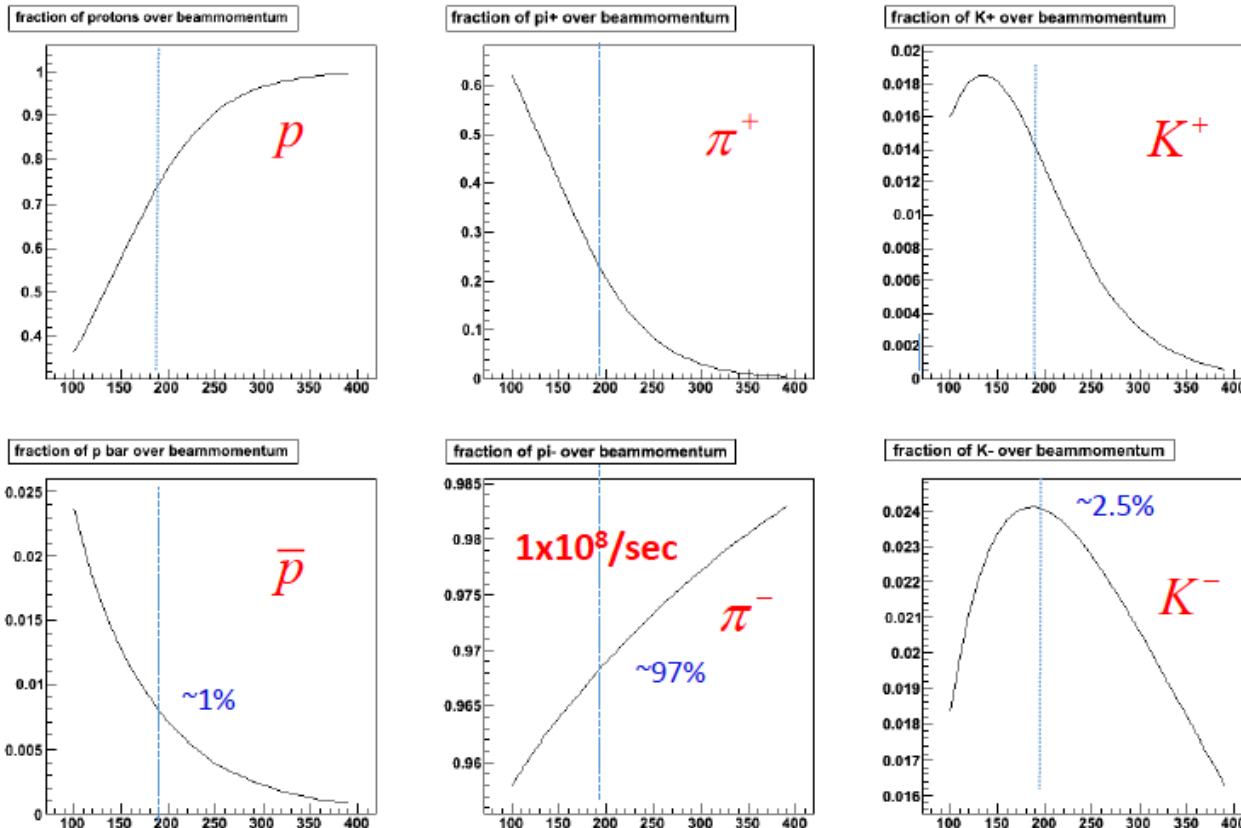 fraction of protons over beammomentum
1
0.9
0.8
0.7
0.6
0.5
0.4
p
100 150 200 250 300 350 400
fraction of pi+ over beammomentum
0.6
0.5
0.4
0.3
0.2
0.1
0
π⁺
100 150 200 250 300 350 400
fraction of K+ over beammomentum
0.02
0.018
0.016
0.014
0.012
0.01
0.008
0.006
0.004
0.002
0
K⁺
100 150 200 250 300 350 400
fraction of p bar over beammomentum
0.025
0.02
0.015
0.01
0.005
0
p̅
~1%
100 150 200 250 300 350 400
fraction of pi- over beammomentum
0.985
0.98
0.975
0.97
0.965
0.96
1x10⁸/sec
π⁻
~97%
100 150 200 250 300 350 400
fraction of K- over beammomentum
0.024
0.023
0.022
0.021
0.02
0.019
0.018
0.017
0.016
~2.5%
K⁻
100 150 200 250 300 350 400